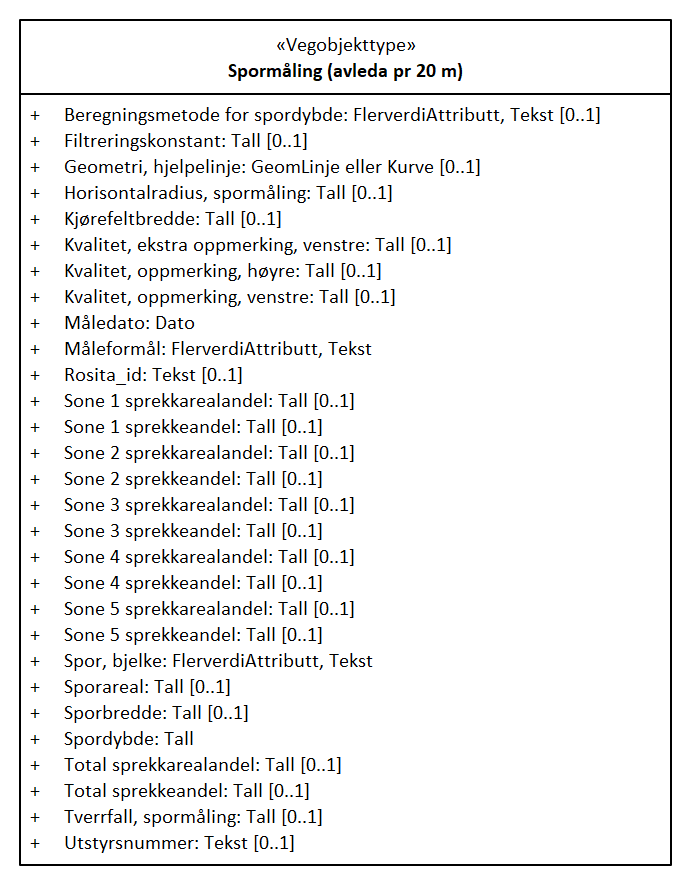 «Vegobjekttype»
Spormåling (avleda pr 20 m)
+ Beregningsmetode for spordybde: FlerverdiAttributt, Tekst [0..1]
+ Filtreringskonstant: Tall [0..1]
+ Geometri, hjelpelinje: GeomLinje eller Kurve [0..1]
+ Horisontalradius, spormåling: Tall [0..1]
+ Kjørefeltbredde: Tall [0..1]
+ Kvalitet, ekstra oppmerking, venstre: Tall [0..1]
+ Kvalitet, oppmerking, høyre: Tall [0..1]
+ Kvalitet, oppmerking, venstre: Tall [0..1]
+ Måledato: Dato
+ Måleformål: FlerverdiAttributt, Tekst
+ Rosita_id: Tekst [0..1]
+ Sone 1 sprekkarealandel: Tall [0..1]
+ Sone 1 sprekkeandel: Tall [0..1]
+ Sone 2 sprekkarealandel: Tall [0..1]
+ Sone 2 sprekkeandel: Tall [0..1]
+ Sone 3 sprekkarealandel: Tall [0..1]
+ Sone 3 sprekkeandel: Tall [0..1]
+ Sone 4 sprekkarealandel: Tall [0..1]
+ Sone 4 sprekkeandel: Tall [0..1]
+ Sone 5 sprekkarealandel: Tall [0..1]
+ Sone 5 sprekkeandel: Tall [0..1]
+ Spor, bjelke: FlerverdiAttributt, Tekst
+ Sporareal: Tall [0..1]
+ Sporbredde: Tall [0..1]
+ Spordybde: Tall
+ Total sprekkarealandel: Tall [0..1]
+ Total sprekkeandel: Tall [0..1]
+ Tverrfall, spormåling: Tall [0..1]
+ Utstyrsnummer: Tekst [0..1]